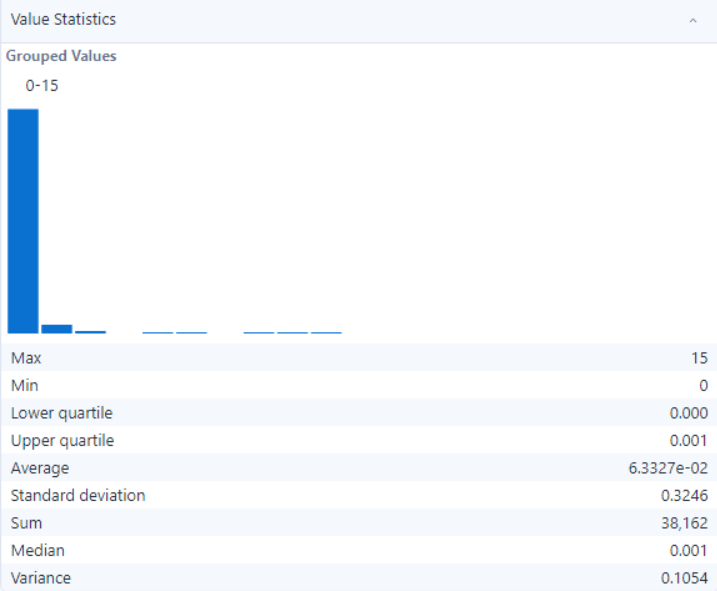 Value Statistics
Grouped Values
0-15
Max 15
Min 0
Lower quartile 0.000
Upper quartile 0.001
Average 6.3327e-02
Standard deviation 0.3246
Sum 38,162
Median 0.001
Variance 0.1054